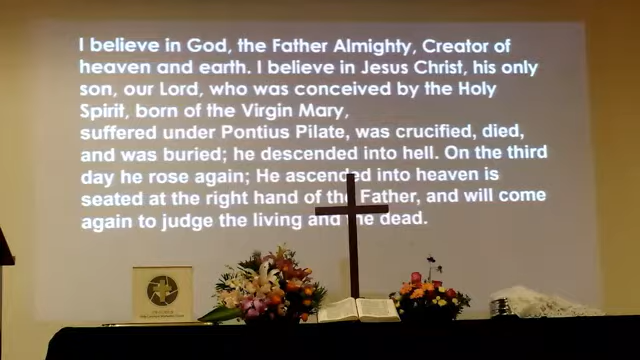 I believe in God, the Father Almighty, Creator of
heaven and earth. I believe in Jesus Christ, his only
son, our Lord, who was conceived by the Holy
Spirit, born of the Virgin Mary,
suffered under Pontius Pilate, was crucified, died,
and was buried; he descended into hell. On the third
day he rose again; He ascended into heaven is
seated at the right hand of the Father, and will come
again to judge the living and the dead.